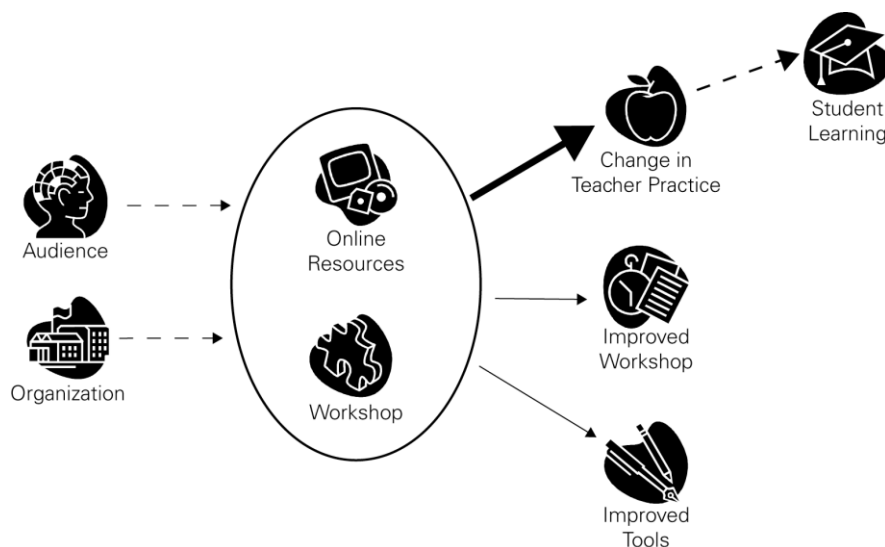 Student
Learning
Change in
Teacher Practice
Audience
Online
Resources
Organization
Workshop
Improved
Workshop
Improved
Tools